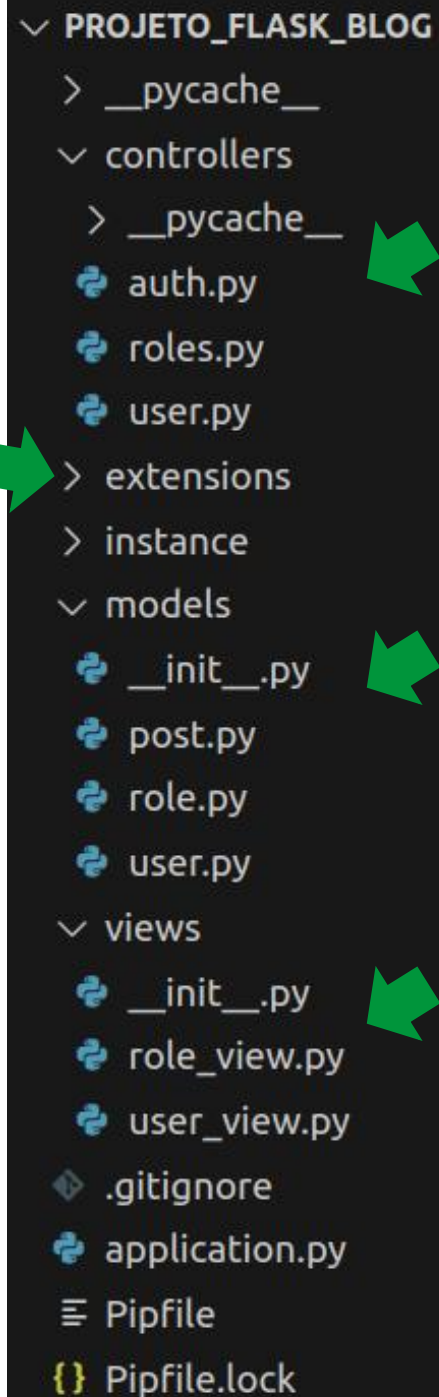 PROJETO_FLASK_BLOG
__pycache__
controllers
__pycache__
auth.py
roles.py
user.py
extensions
instance
models
__init__.py
post.py
role.py
user.py
views
__init__.py
role_view.py
user_view.py
.gitignore
application.py
Pipfile
{} Pipfile.lock